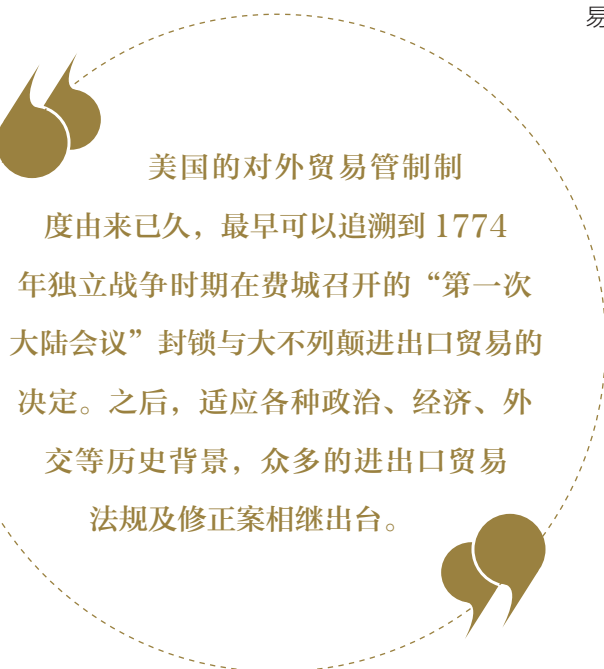 易
美国的对外贸易管制制
度由来已久，最早可以追溯到 1774
年独立战争时期在费城召开的“第一次
大陆会议”封锁与大不列颠进出口贸易的
决定。之后，适应各种政治、经济、外
交等历史背景，众多的进出口贸易
法规及修正案相继出台。